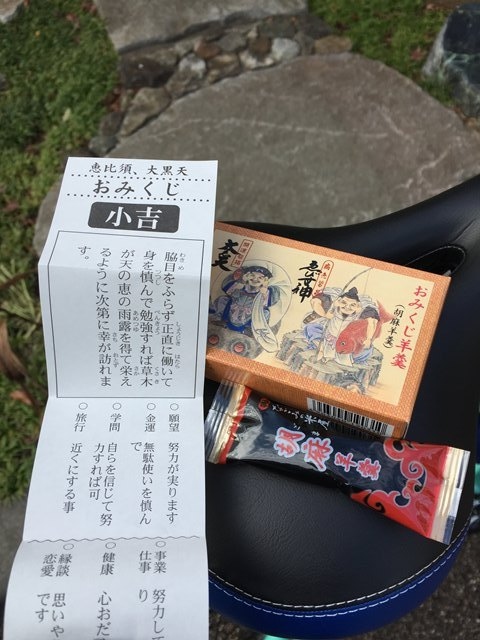 恵比須、大黒天
おみくじ
小吉
脇目をふらず正直に働いて
身を慎んで勉強すれば草木
が天の恵の雨露を得て栄え
るように次第に幸が訪れま
す。
○願望 努力が実ります
○金運 無駄使いを慎ん
で
○学問 自らを信じて努
力すれば可
○旅行 近くにする事
○事業
仕事 努力し
り
○健康 心おだ
○縁談
恋愛 思いや
です
おみくじ羊羹
(胡麻羊羹)
ゑびす神
大黒天
胡麻羊羹